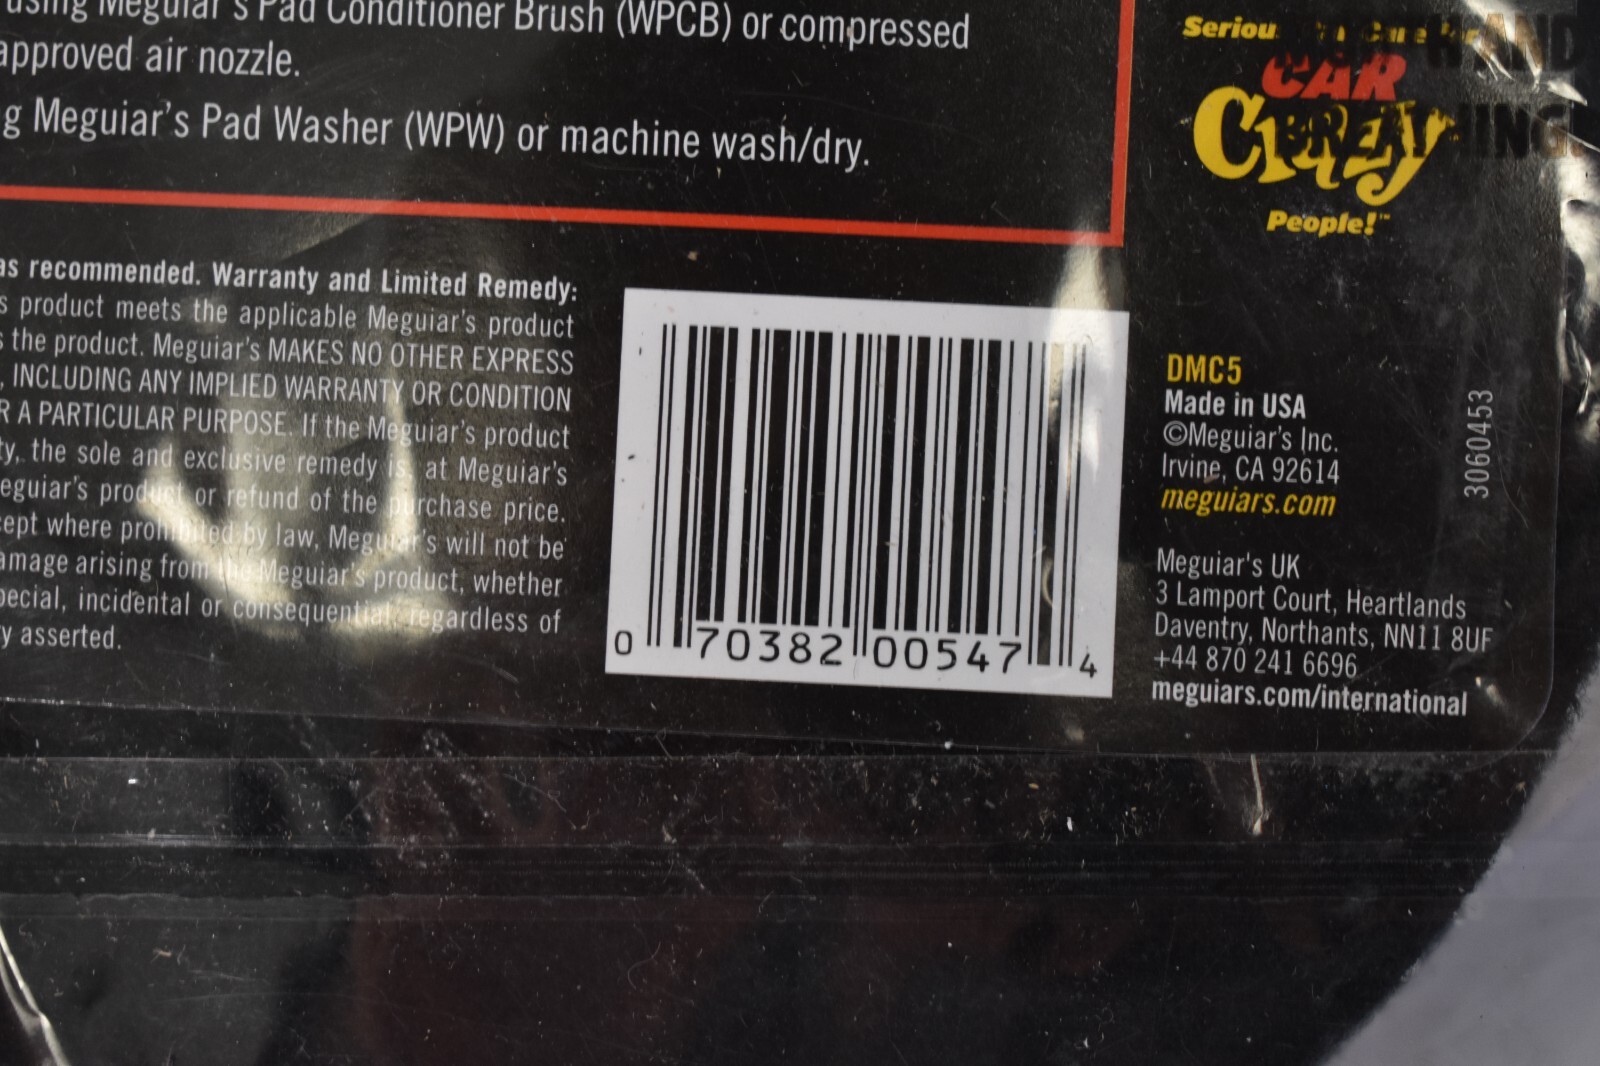 using Meguiar's Pad Conditioner Brush (WPCB) or compressed
approved air nozzle.
g Meguiar's Pad Washer (WPW) or machine wash/dry.
as recommended. Warranty and Limited Remedy:
s product meets the applicable Meguiar's product
s the product. Meguiar's MAKES NO OTHER EXPRESS
, INCLUDING ANY IMPLIED WARRANTY OR CONDITION
R A PARTICULAR PURPOSE. If the Meguiar's product
ty, the sole and exclusive remedy is, at Meguiar's
eguiar's product or refund of the purchase price.
cept where prohibited by law, Meguiar's will not be
amage arising from the Meguiar's product, whether
pecial, incidental or consequential, regardless of
y asserted.
0 70382 00547 4
Serious Car Care for
CAR
Crazy
People!™
DMC5
Made in USA
©Meguiar's Inc.
Irvine, CA 92614
meguiars.com
Meguiar's UK
3 Lamport Court, Heartlands
Daventry, Northants, NN11 8UF
+44 870 241 6696
meguiars.com/international
3060453